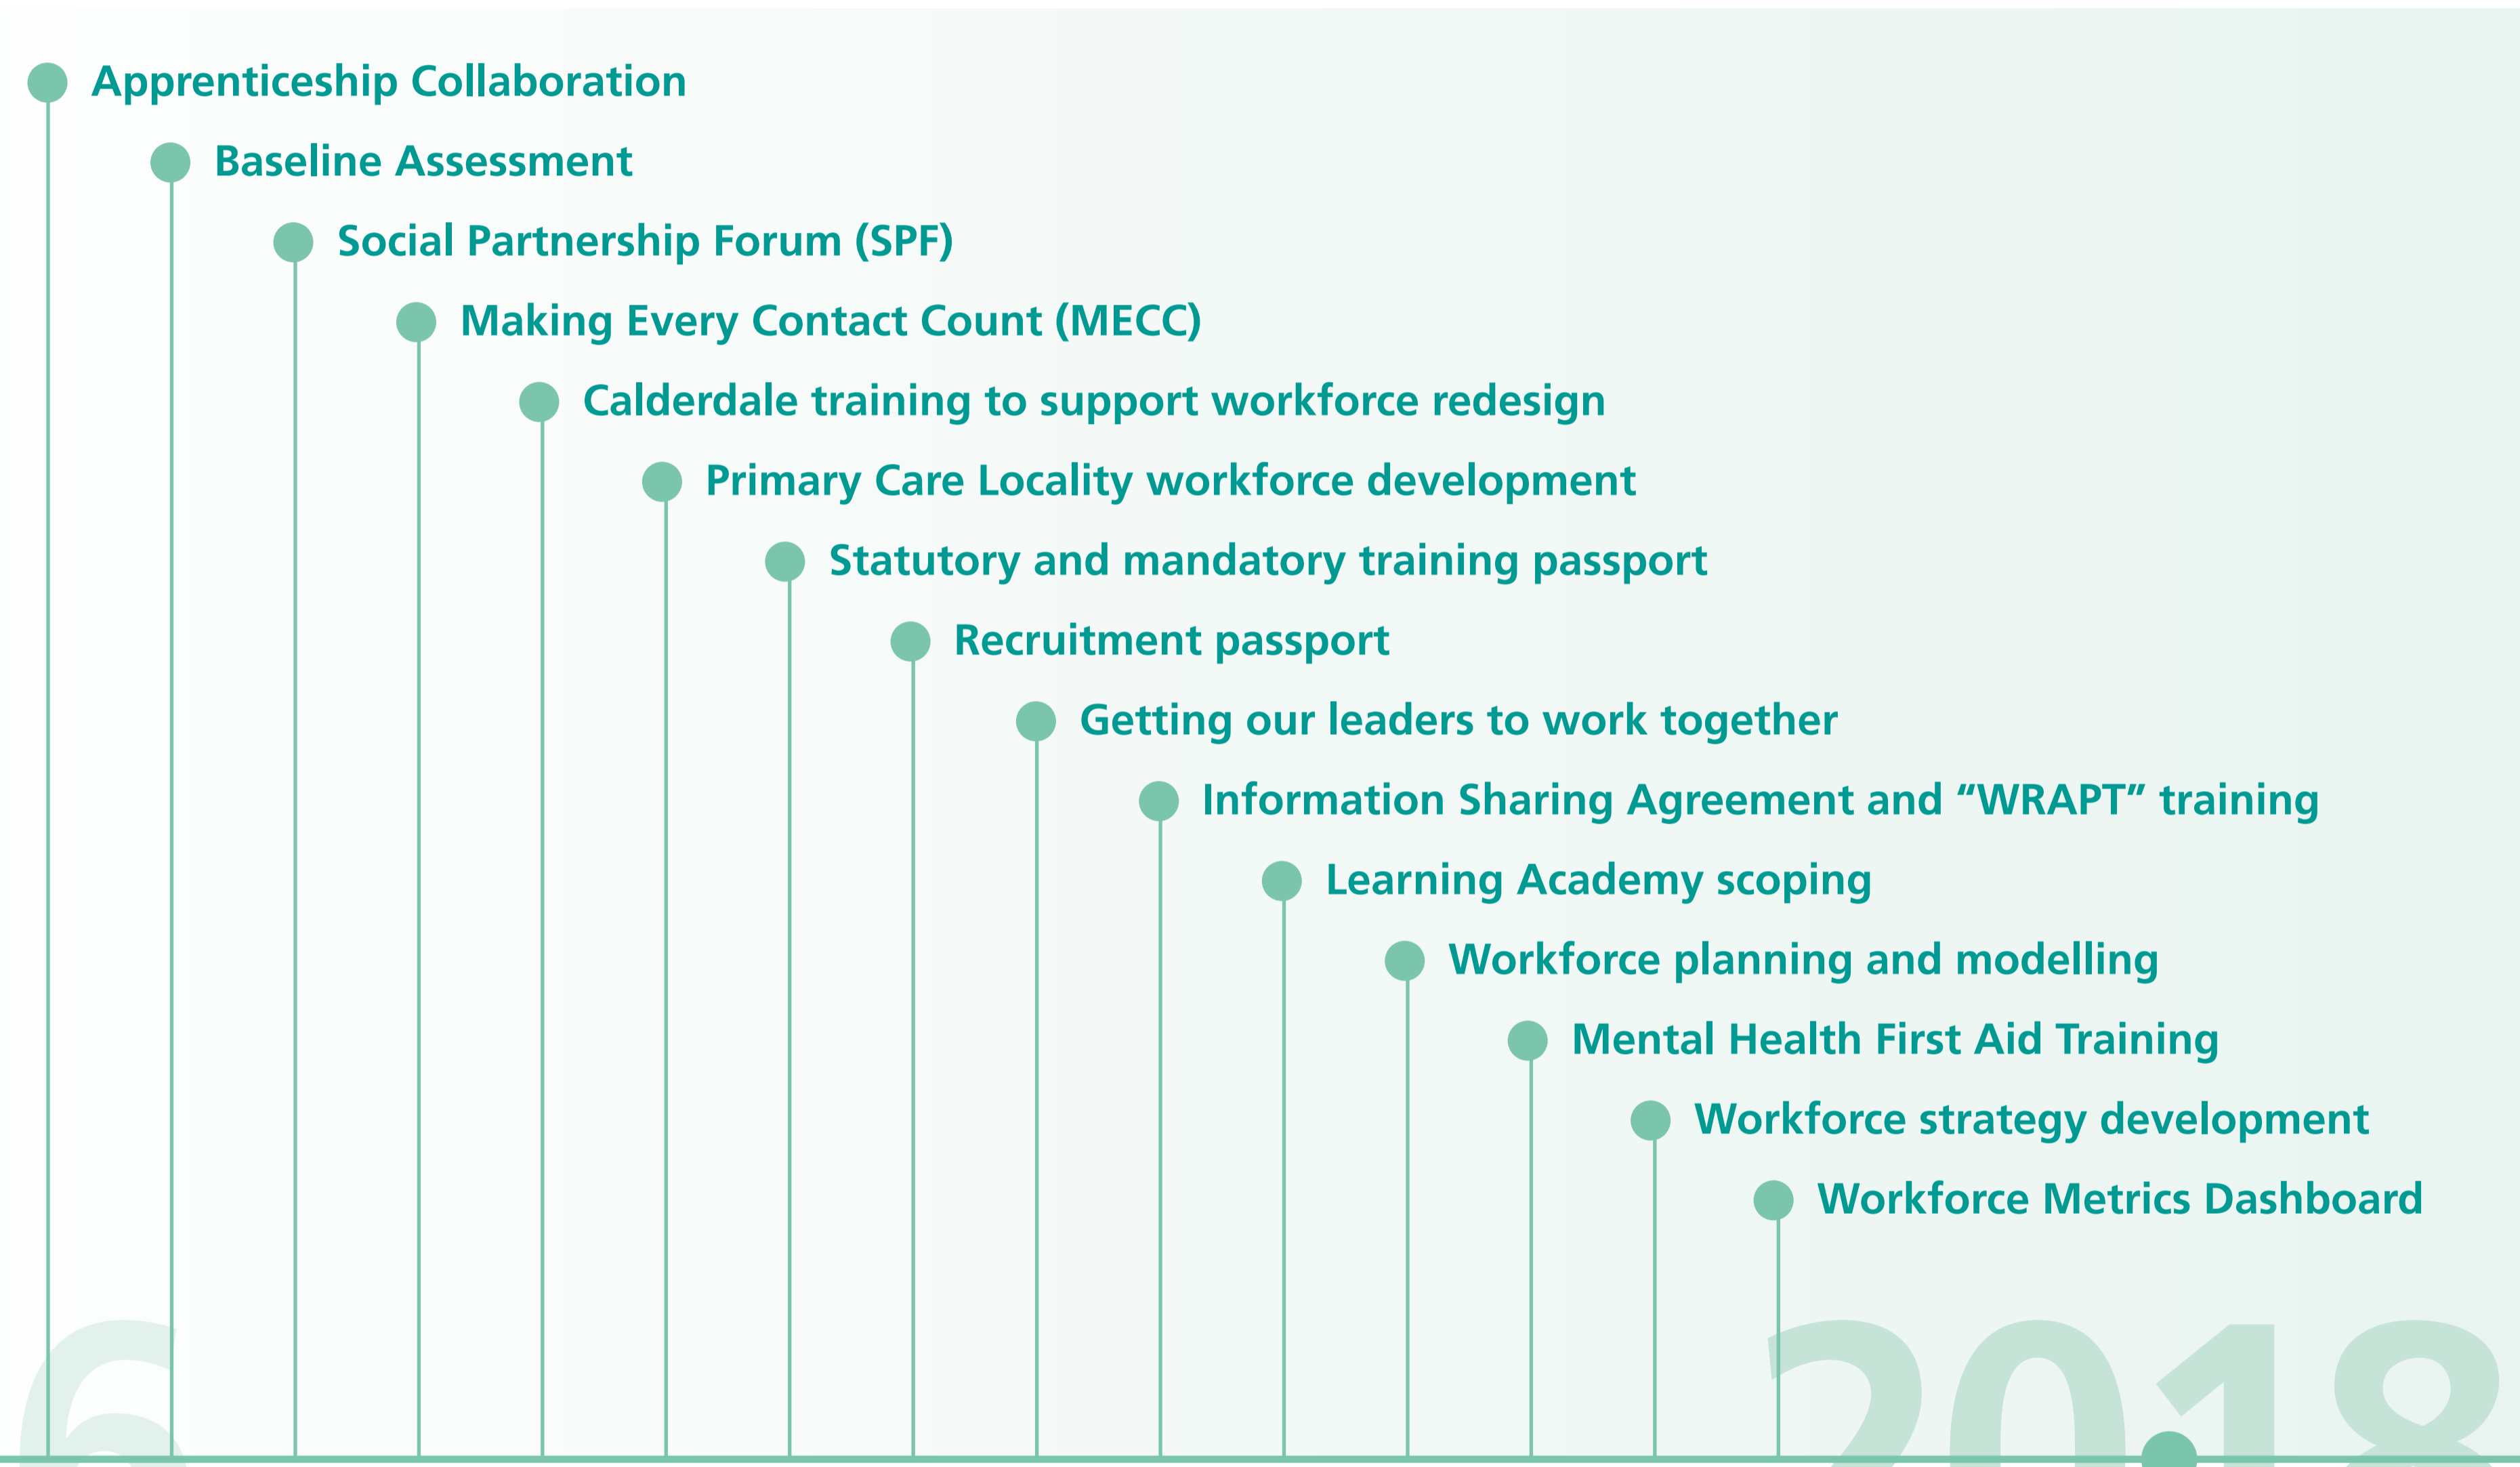 Apprenticeship Collaboration
Baseline Assessment
Social Partnership Forum (SPF)
Making Every Contact Count (MECC)
Calderdale training to support workforce redesign
Primary Care Locality workforce development
Statutory and mandatory training passport
Recruitment passport
Getting our leaders to work together
Information Sharing Agreement and “WRAPT” training
Learning Academy scoping
Workforce planning and modelling
Mental Health First Aid Training
Workforce strategy development
Workforce Metrics Dashboard
6 2018